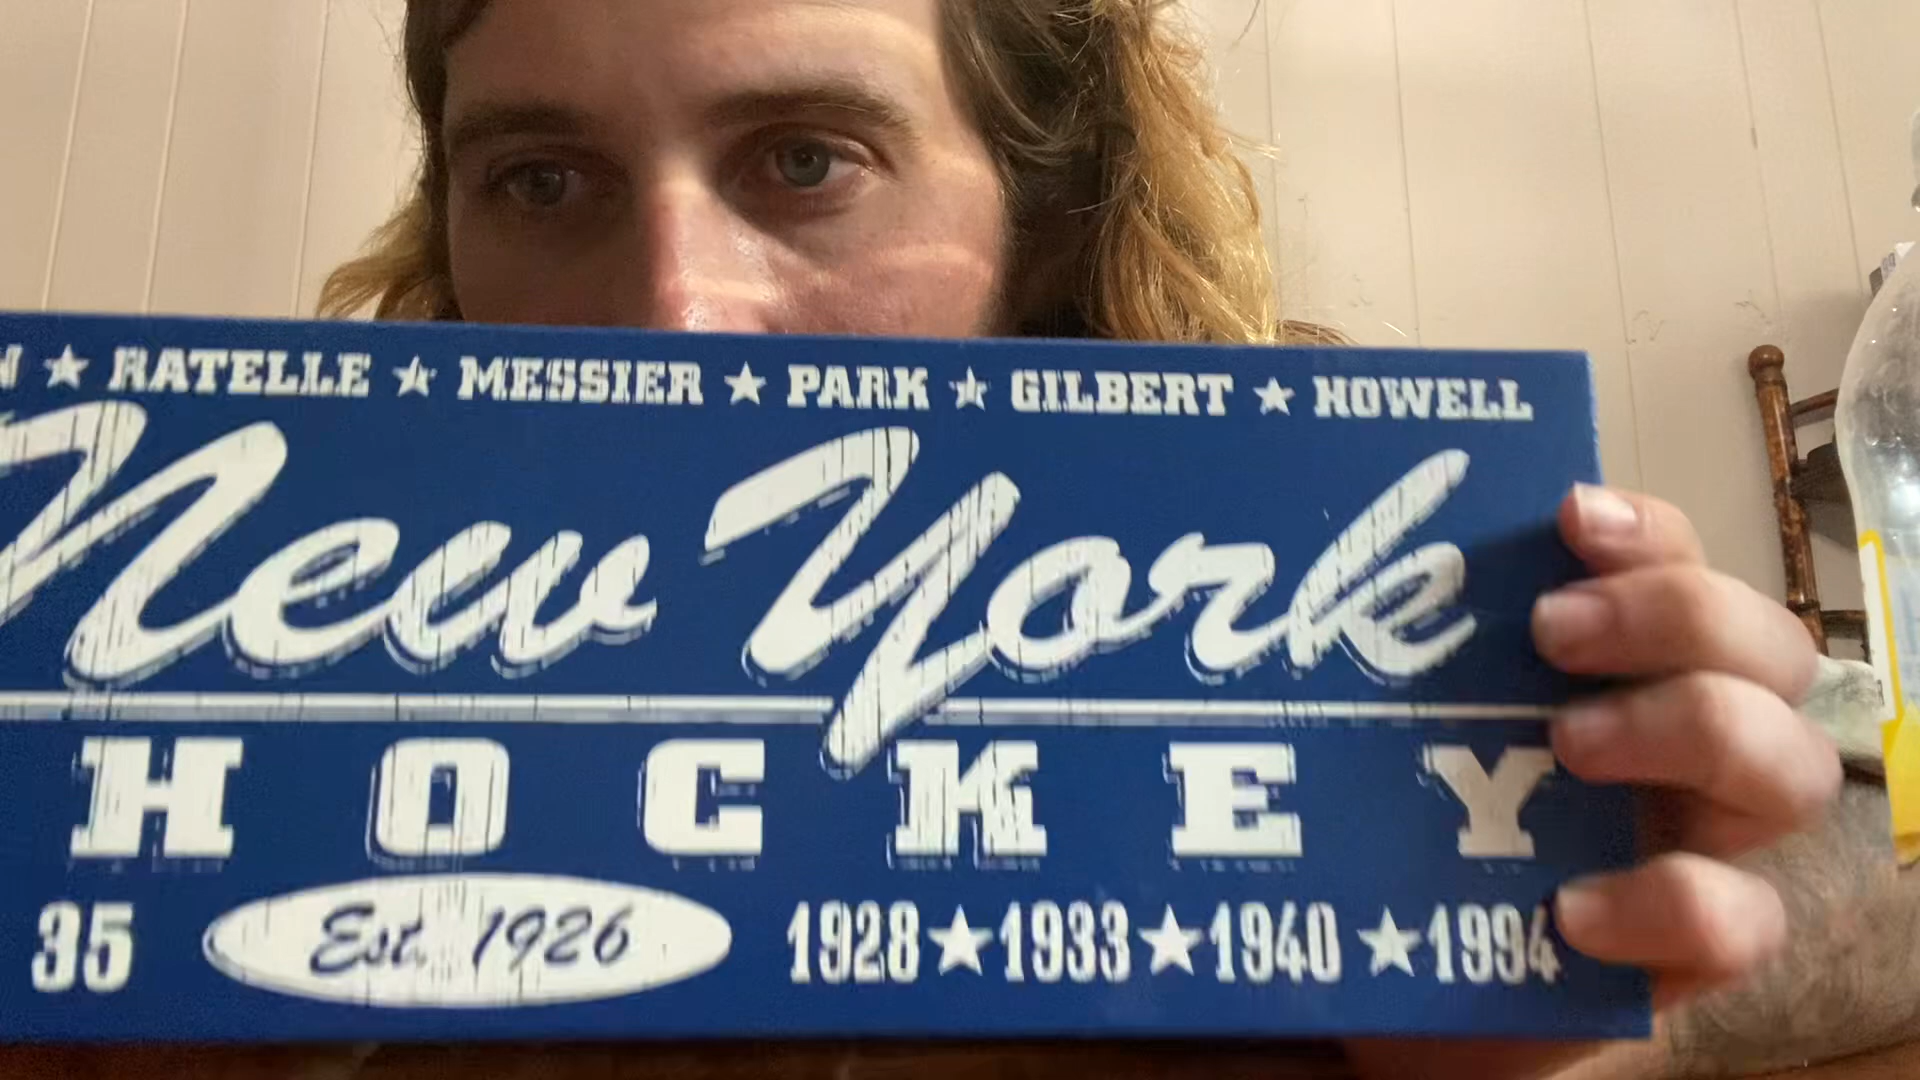 N ★ RATELLE ★ MESSIER ★ PARK ★ GILBERT ★ HOWELL
New York
HOCKEY
35 Est. 1926 1928★1933★1940★1994